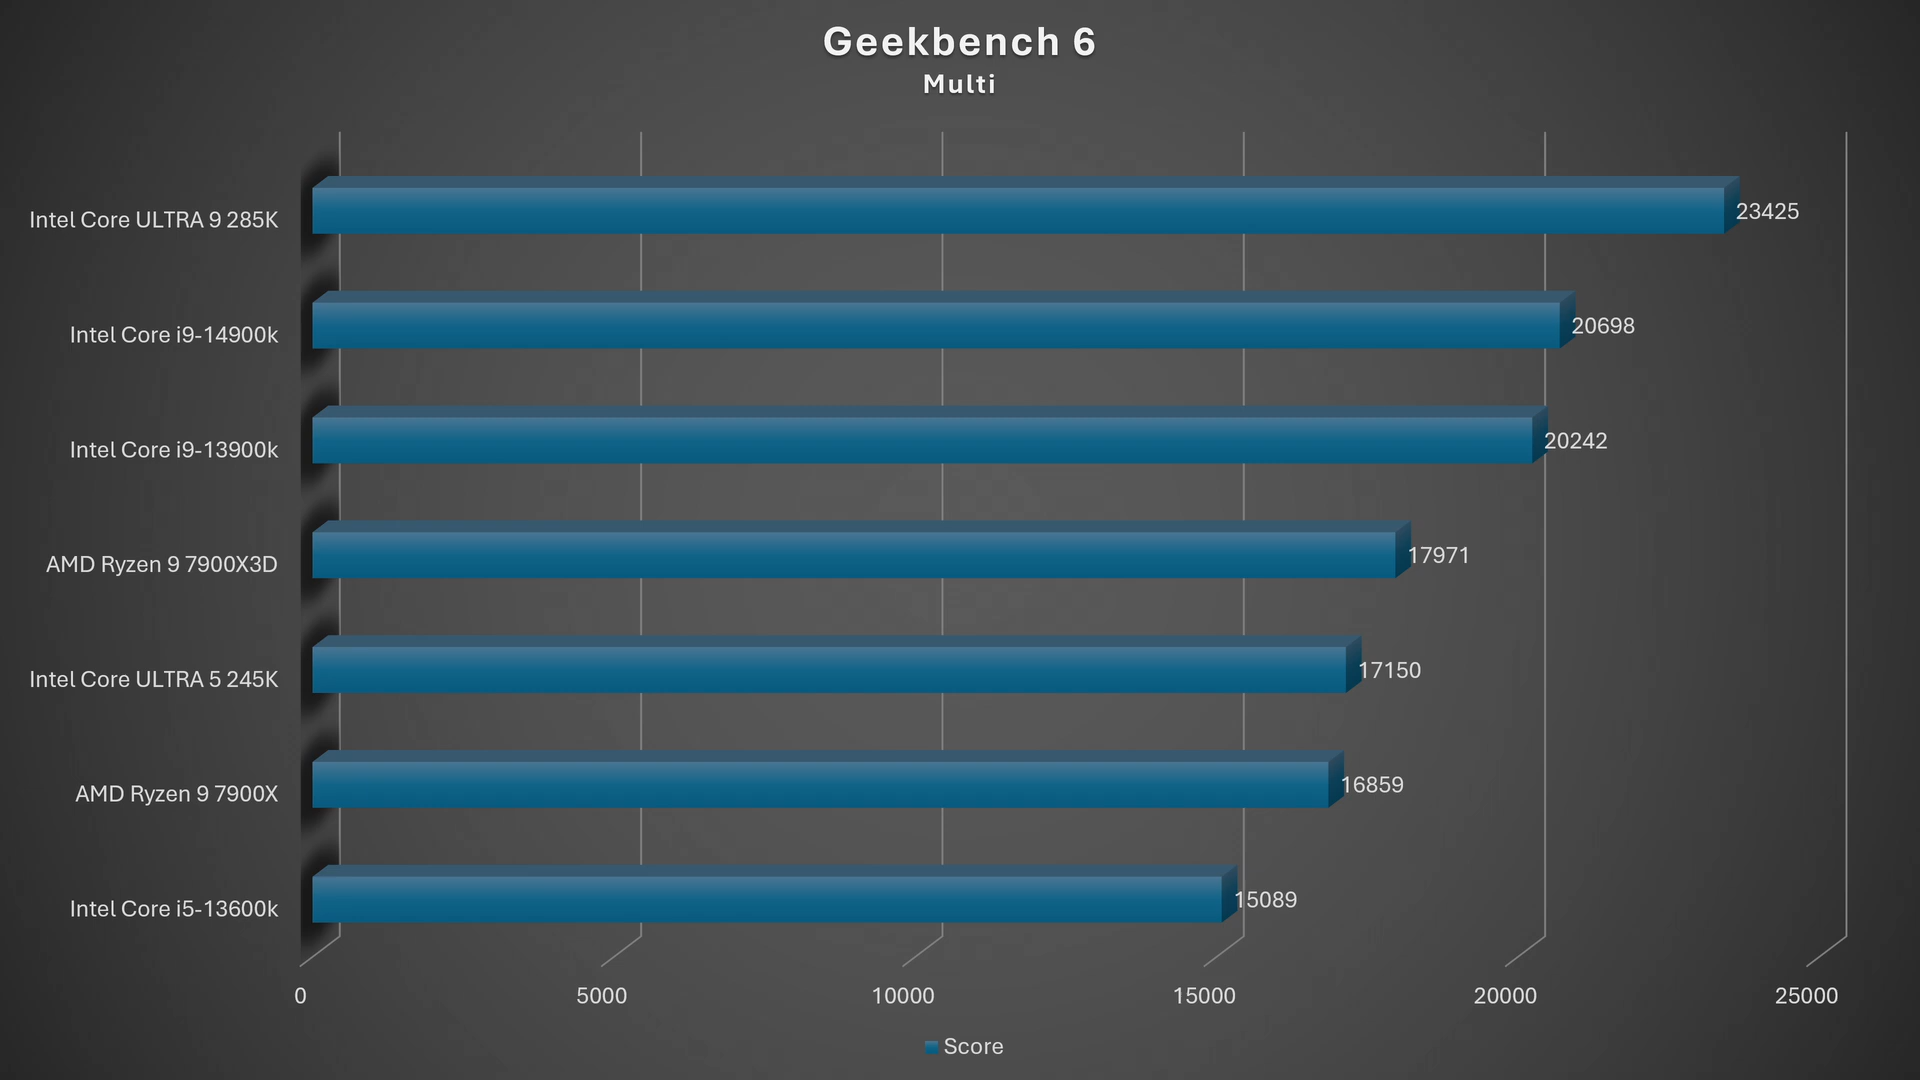 Geekbench 6
Multi
Intel Core ULTRA 9 285K
23425
Intel Core i9-14900k
20698
Intel Core i9-13900k
20242
AMD Ryzen 9 7900X3D
17971
Intel Core ULTRA 5 245K
17150
AMD Ryzen 9 7900X
16859
Intel Core i5-13600k
15089
0 5000 10000 15000 20000 25000
Score